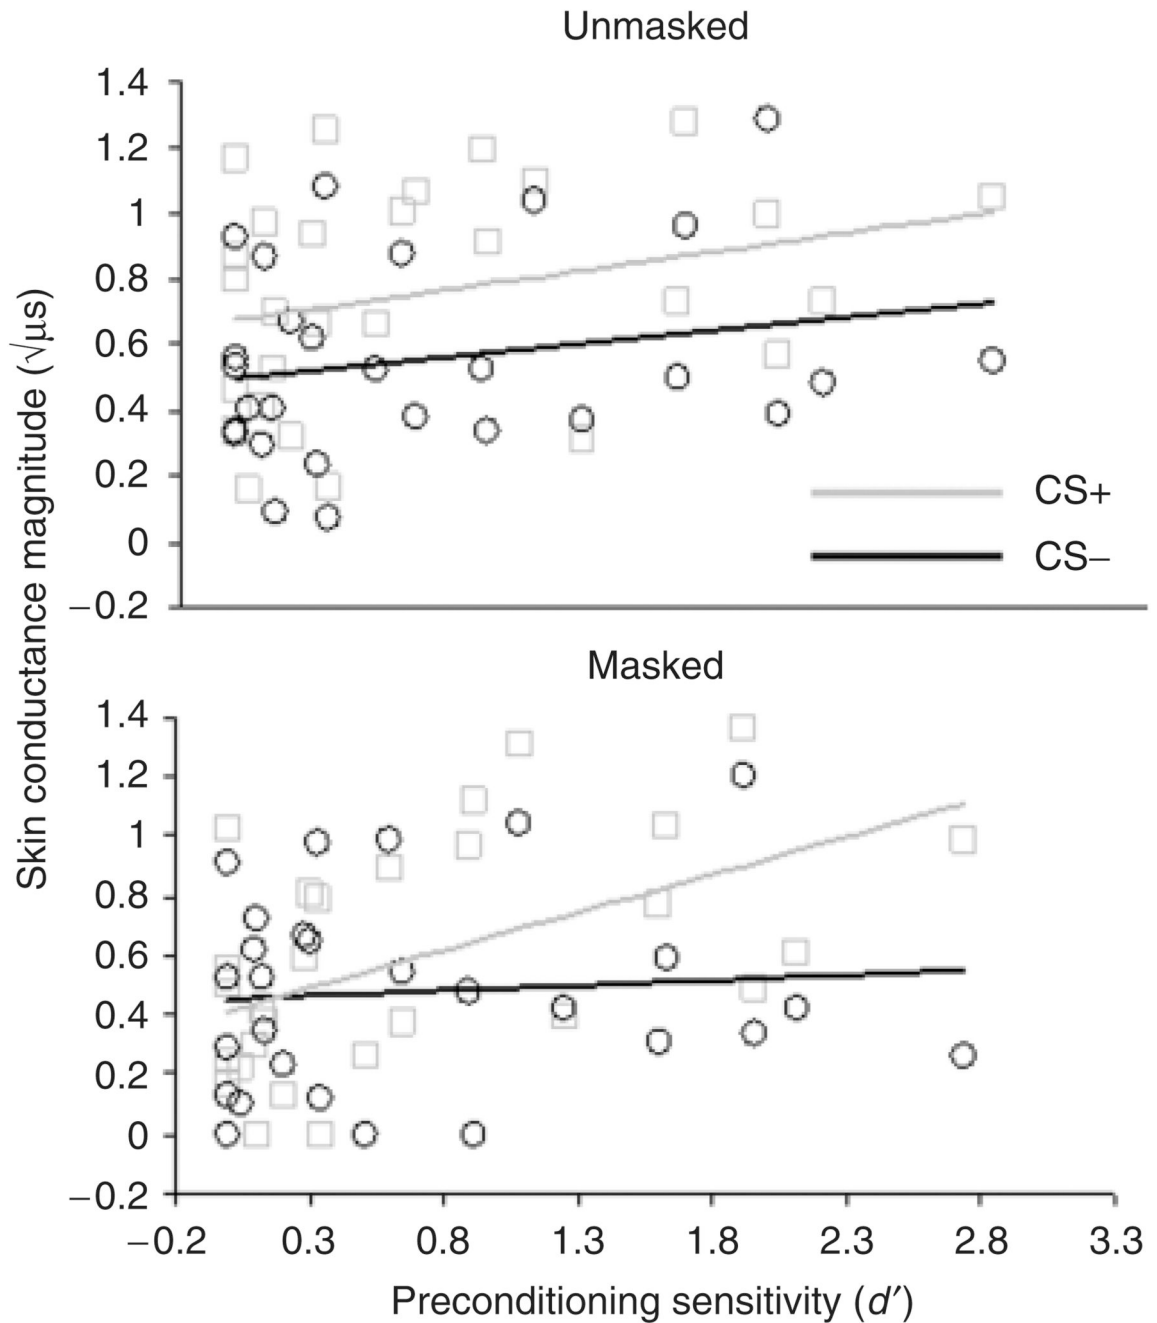 Unmasked
Skin conductance magnitude (√μs)
1.4
1.2
1
0.8
0.6
0.4
0.2
0
−0.2
CS+
CS−
Masked
1.4
1.2
1
0.8
0.6
0.4
0.2
0
−0.2
−0.2 0.3 0.8 1.3 1.8 2.3 2.8 3.3
Preconditioning sensitivity (d′)